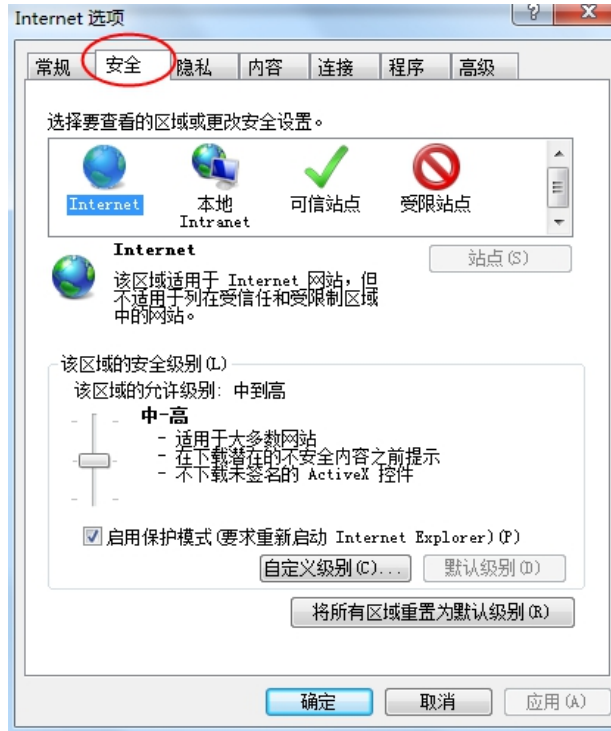 Internet 选项
常规 安全 隐私 内容 连接 程序 高级
选择要查看的区域或更改安全设置。
Internet 本地 Intranet 可信站点 受限站点
Internet
站点(S)
该区域适用于 Internet 网站，但
不适用于列在受信任和受限制区域
中的网站。
该区域的安全级别(L)
该区域的允许级别: 中到高
中-高
- 适用于大多数网站
- 在下载潜在的不安全内容之前提示
- 不下载未签名的 ActiveX 控件
启用保护模式(要求重新启动 Internet Explorer)(P)
自定义级别(C)... 默认级别(D)
将所有区域重置为默认级别(R)
确定 取消 应用(A)